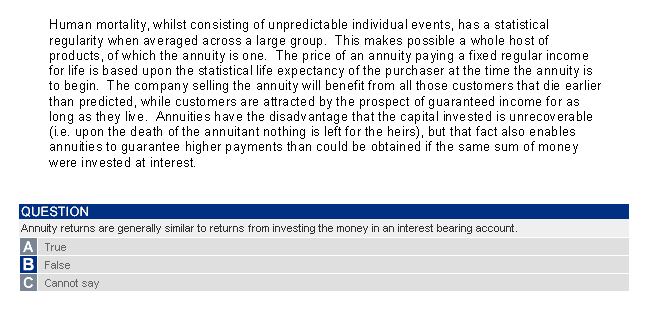 Human mortality, whilst consisting of unpredictable individual events, has a statistical
regularity when averaged across a large group. This makes possible a whole host of
products, of which the annuity is one. The price of an annuity paying a fixed regular income
for life is based upon the statistical life expectancy of the purchaser at the time the annuity is
to begin. The company selling the annuity will benefit from all those customers that die earlier
than predicted, while customers are attracted by the prospect of guaranteed income for as
long as they live. Annuities have the disadvantage that the capital invested is unrecoverable
(i.e. upon the death of the annuitant nothing is left for the heirs), but that fact also enables
annuities to guarantee higher payments than could be obtained if the same sum of money
were invested at interest.
QUESTION
Annuity returns are generally similar to returns from investing the money in an interest bearing account.
A True
B False
C Cannot say